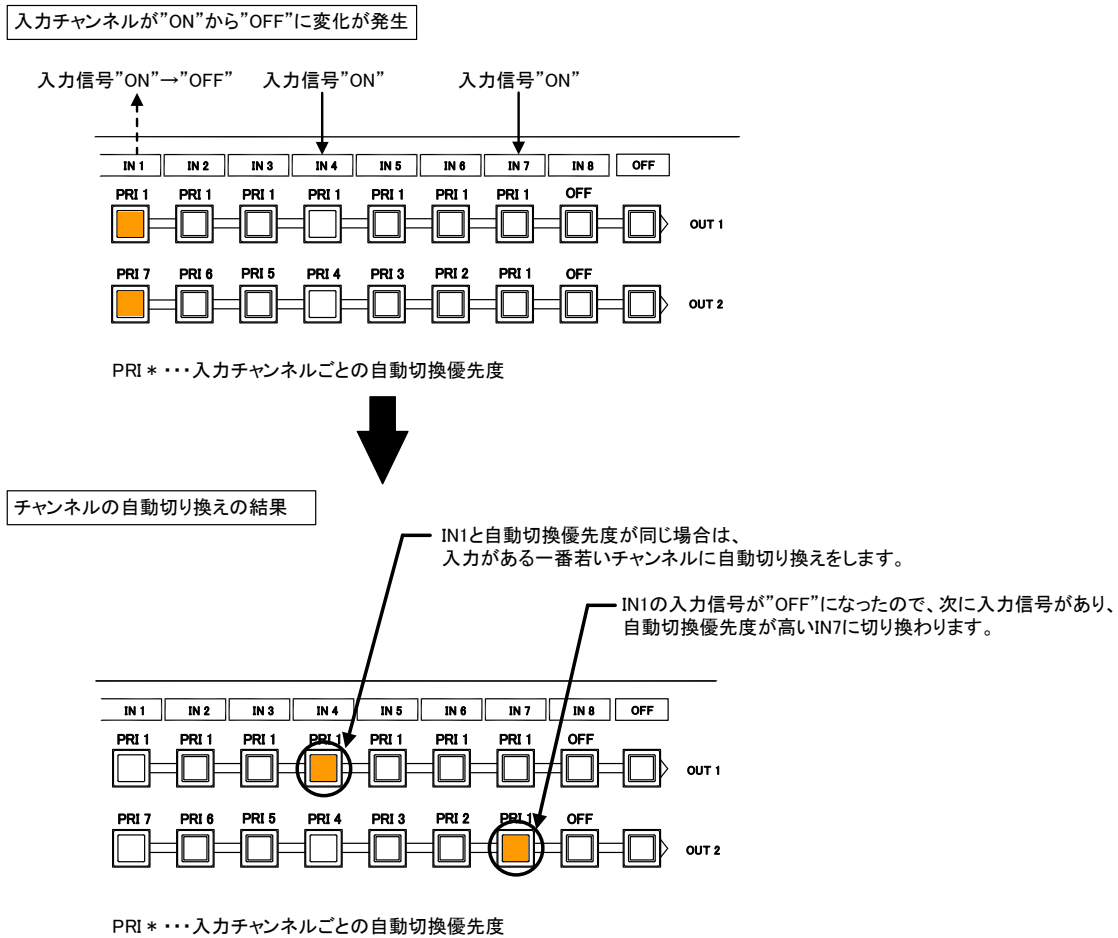 入力チャンネルが”ON”から”OFF”に変化が発生
入力信号”ON”→”OFF” 入力信号”ON” 入力信号”ON”
IN 1 IN 2 IN 3 IN 4 IN 5 IN 6 IN 7 IN 8 OFF
PRI 1 PRI 1 PRI 1 PRI 1 PRI 1 PRI 1 PRI 1 OFF
OUT 1
PRI 7 PRI 6 PRI 5 PRI 4 PRI 3 PRI 2 PRI 1 OFF
OUT 2
PRI * ・・・入力チャンネルごとの自動切換優先度
チャンネルの自動切り換えの結果
IN1と自動切換優先度が同じ場合は、
入力がある一番若いチャンネルに自動切り換えをします。
IN1の入力信号が”OFF”になったので、次に入力信号があり、
自動切換優先度が高いIN7に切り換わります。
IN 1 IN 2 IN 3 IN 4 IN 5 IN 6 IN 7 IN 8 OFF
PRI 1 PRI 1 PRI 1 PRI 1 PRI 1 PRI 1 PRI 1 OFF
OUT 1
PRI 7 PRI 6 PRI 5 PRI 4 PRI 3 PRI 2 PRI 1 OFF
OUT 2
PRI * ・・・入力チャンネルごとの自動切換優先度